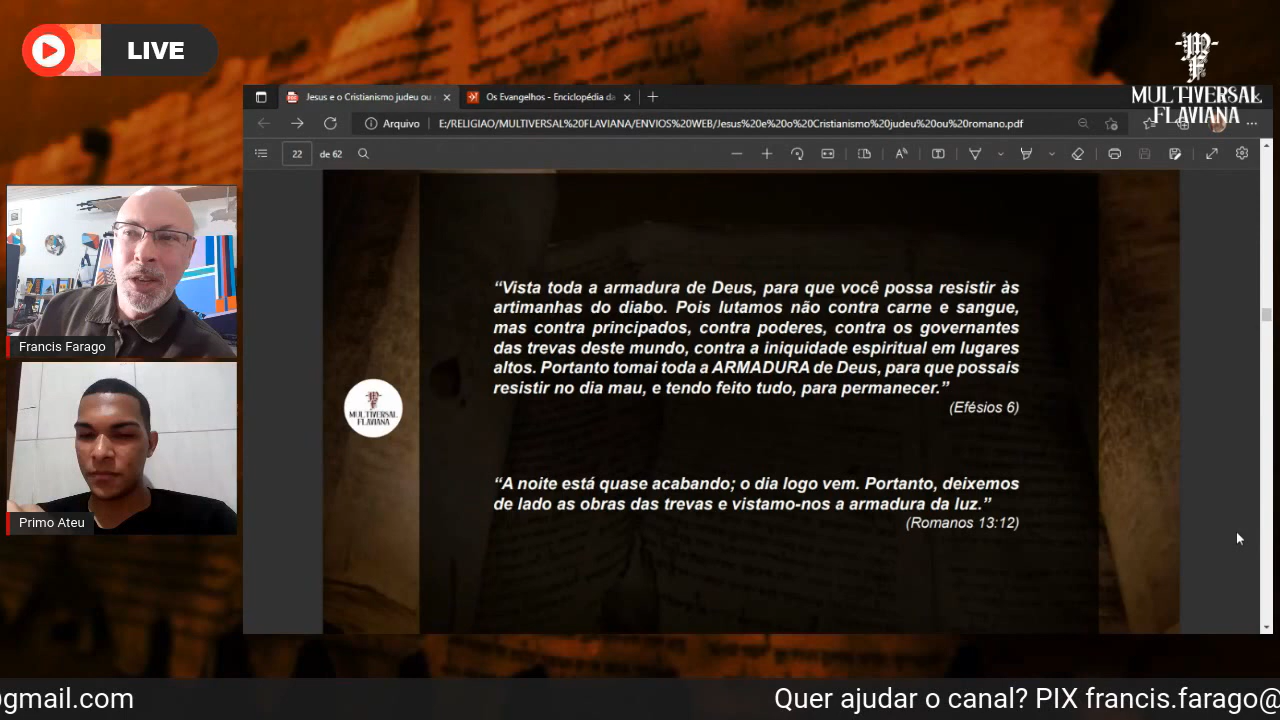 LIVE
MULTIVERSAL
FLAVIANA
Jesus e o Cristianismo judeu ou
Os Evangelhos - Enciclopédia da
Arquivo
E:/RELIGIAO/MULTIVERSAL%20FLAVIANA/ENVIOS%20WEB/Jesus%20e%20o%20Cristianismo%20judeu%20ou%20romano.pdf
22 de 62
“Vista toda a armadura de Deus, para que você possa resistir às
artimanhas do diabo. Pois lutamos não contra carne e sangue,
mas contra principados, contra poderes, contra os governantes
das trevas deste mundo, contra a iniquidade espiritual em lugares
altos. Portanto tomai toda a ARMADURA de Deus, para que possais
resistir no dia mau, e tendo feito tudo, para permanecer.”
(Efésios 6)
MULTIVERSAL
FLAVIANA
“A noite está quase acabando; o dia logo vem. Portanto, deixemos
de lado as obras das trevas e vistamo-nos a armadura da luz.”
(Romanos 13:12)
Francis Farago
Primo Ateu
@gmail.com
Quer ajudar o canal? PIX francis.farago@